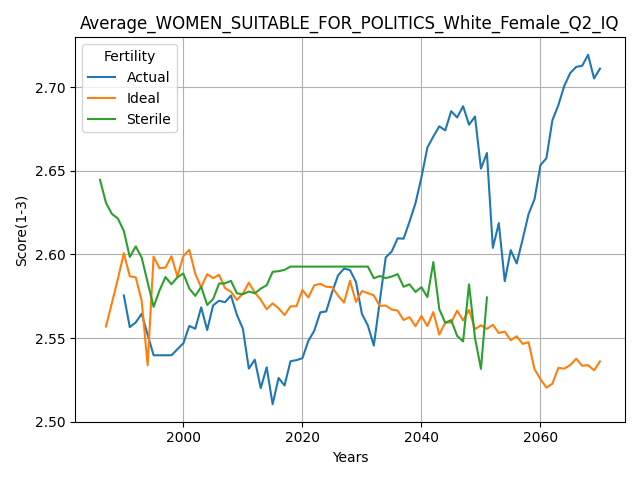 Average_WOMEN_SUITABLE_FOR_POLITICS_White_Female_Q2_IQ
Fertility
Actual
Ideal
Sterile
Score(1-3)
2.70
2.65
2.60
2.55
2.50
2000 2020 2040 2060
Years